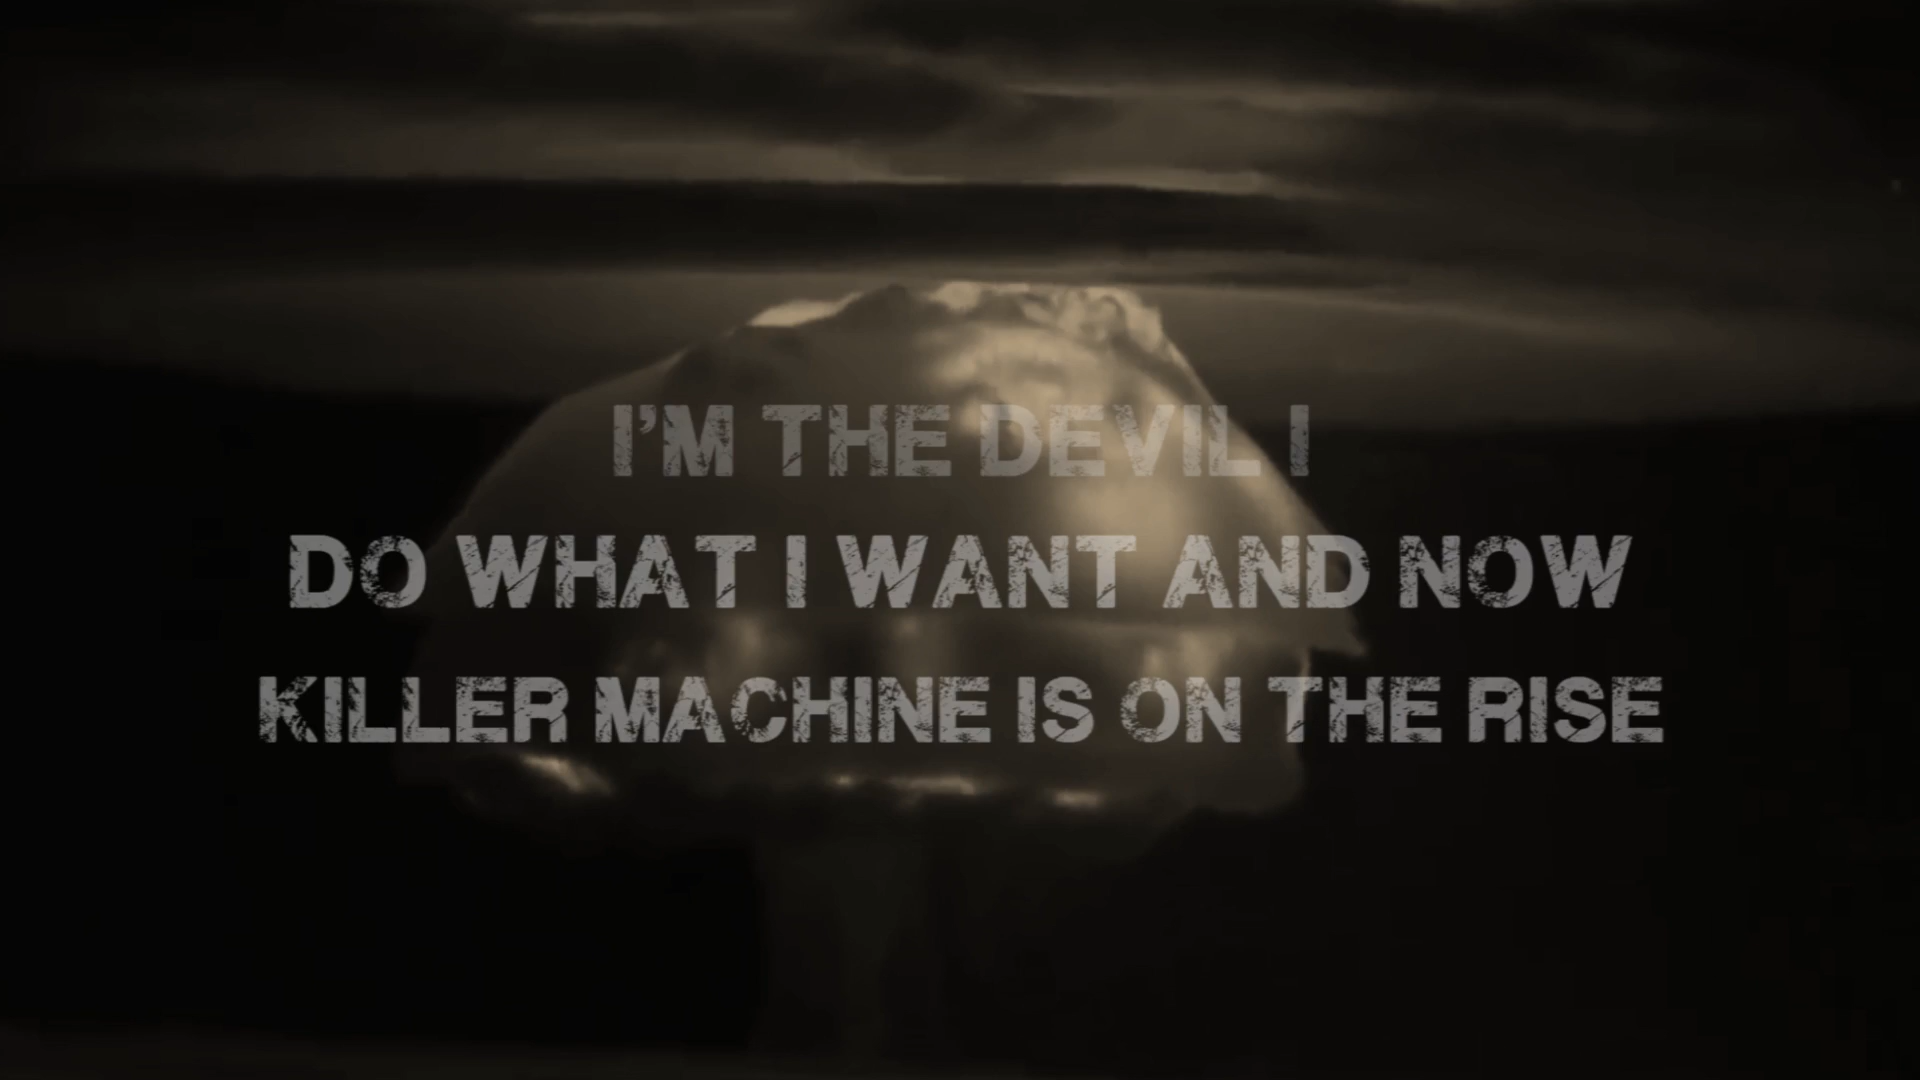 I'M THE DEVIL I
DO WHAT I WANT AND NOW
KILLER MACHINE IS ON THE RISE